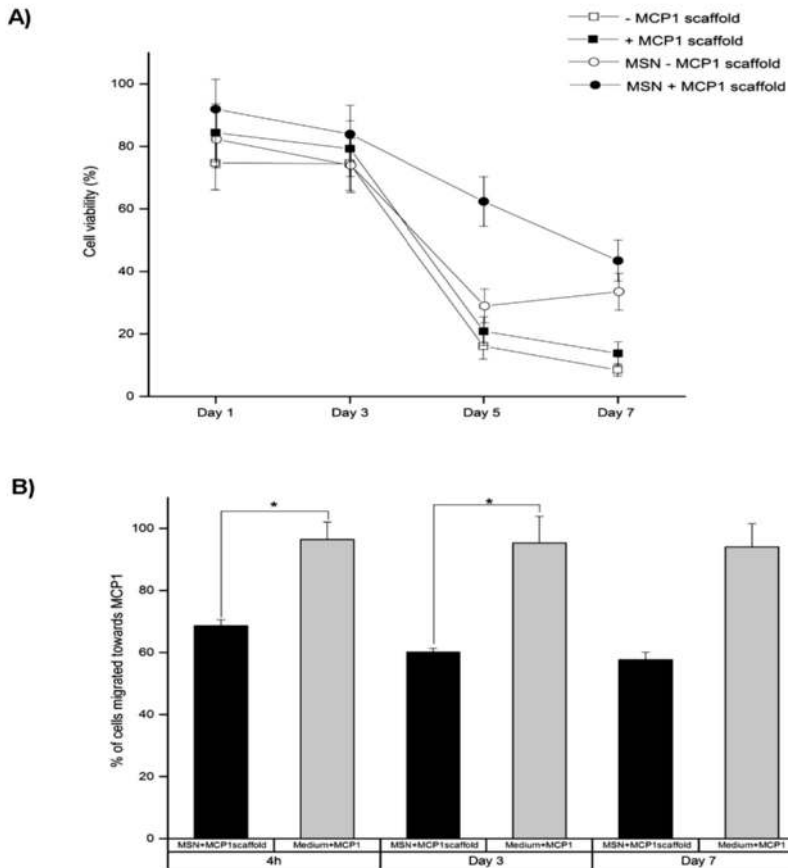 A)
- MCP1 scaffold
+ MCP1 scaffold
MSN - MCP1 scaffold
MSN + MCP1 scaffold
Cell viability (%)
100
80
60
40
20
0
Day 1 Day 3 Day 5 Day 7
B)
% of cells migrated towards MCP1
* *
100
80
60
40
20
0
MSN+MCP1scaffold Medium+MCP1 MSN+MCP1scaffold Medium+MCP1 MSN+MCP1scaffold Medium+MCP1
4h Day 3 Day 7